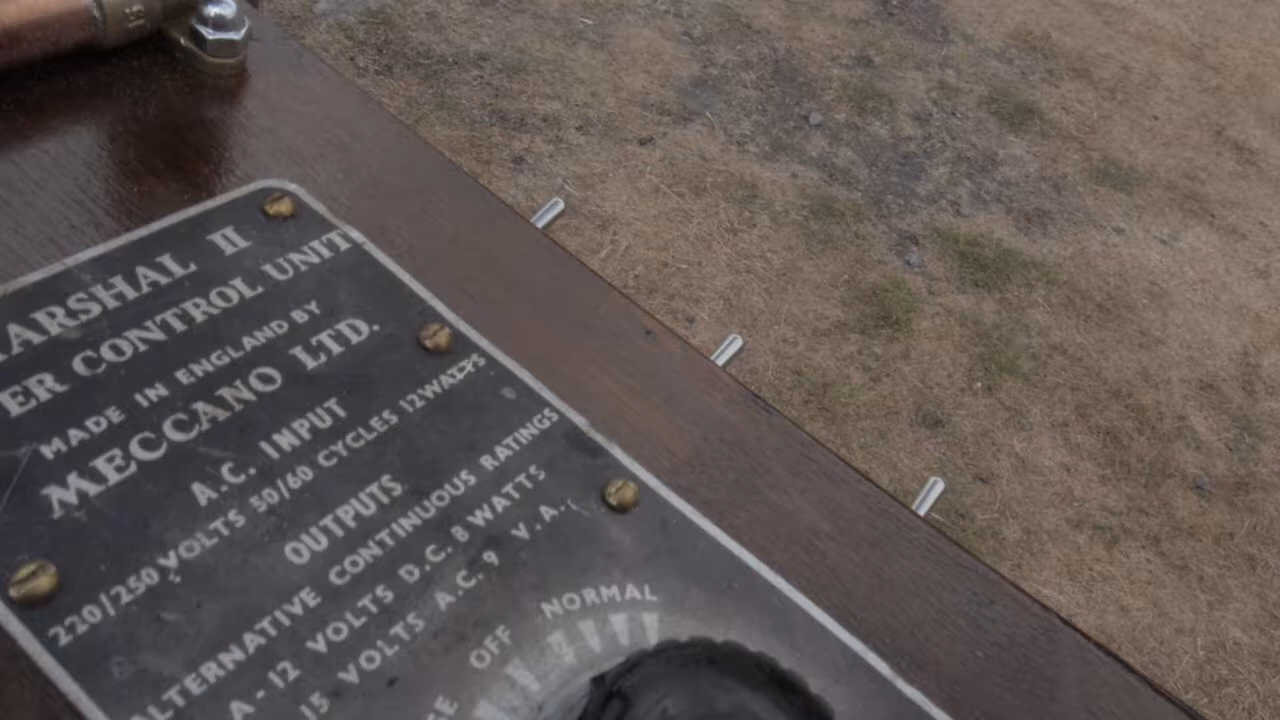 ARSHAL II
ER CONTROL UNIT
MADE IN ENGLAND BY
MECCANO LTD.
A.C. INPUT
220/250 VOLTS 50/60 CYCLES 12WATTS
OUTPUTS
ALTERNATIVE CONTINUOUS RATINGS
A-12 VOLTS D.C. 8 WATTS
15 VOLTS A.C. 9 V.A.
OFF NORMAL